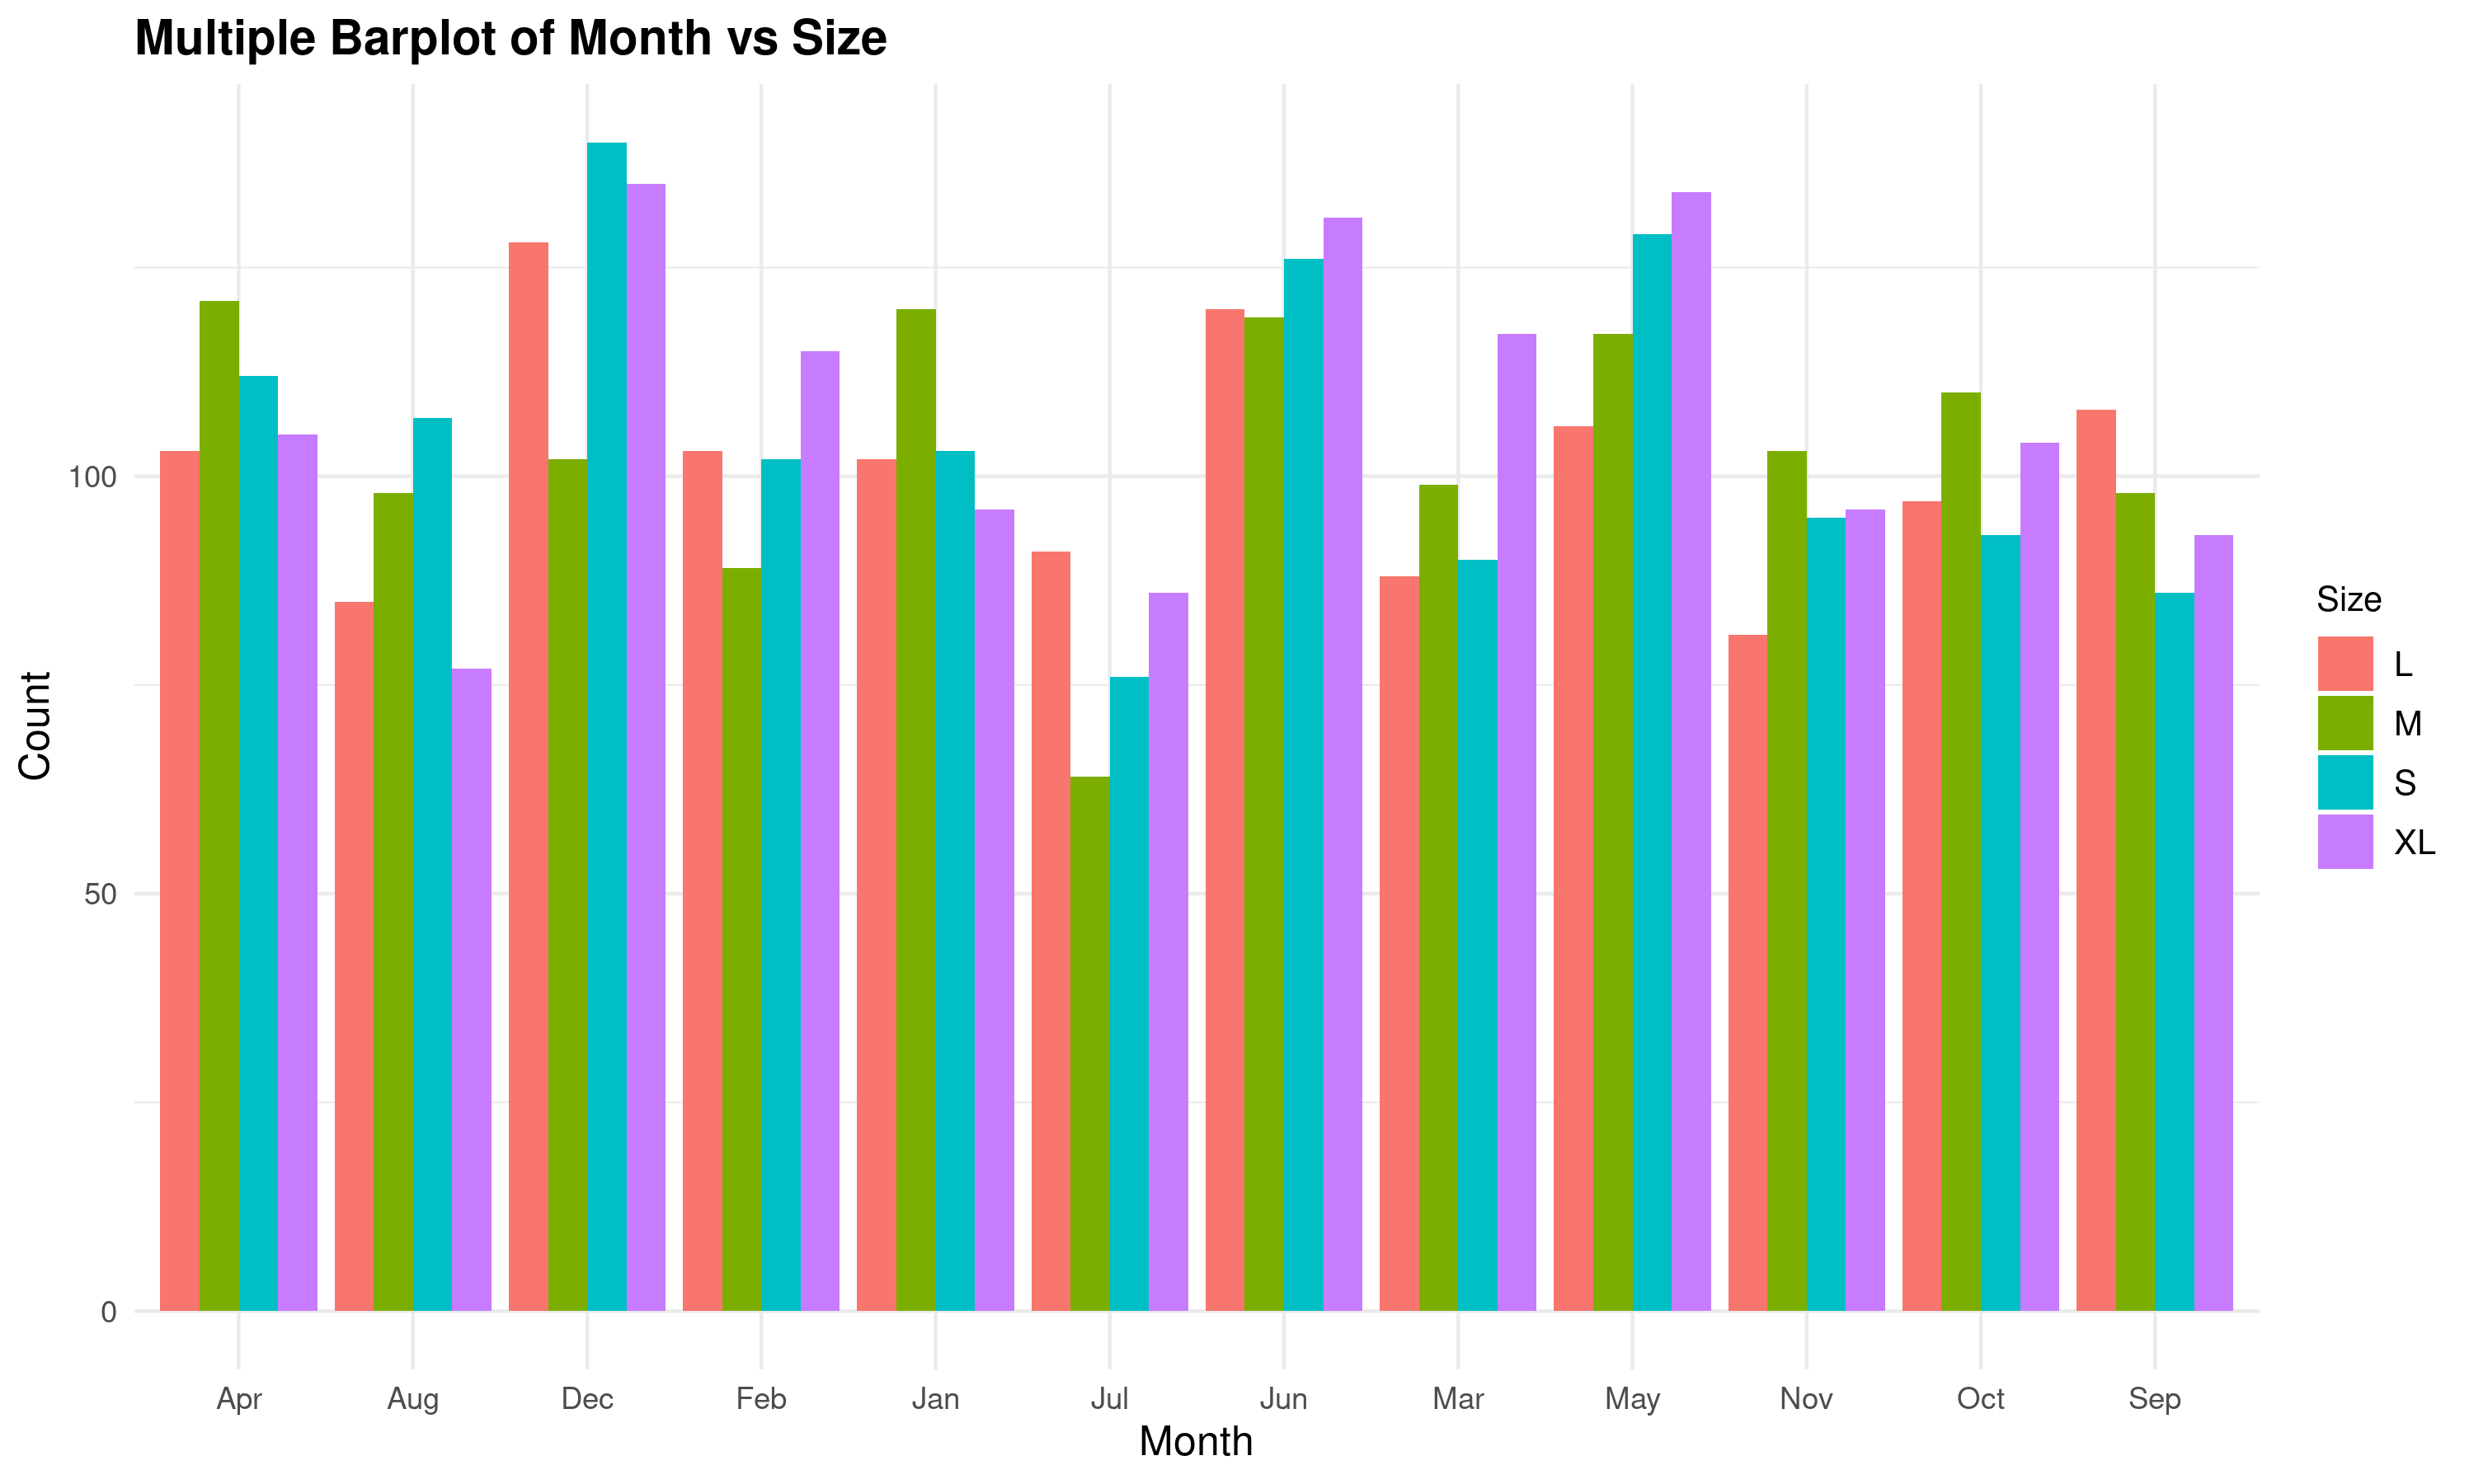 Multiple Barplot of Month vs Size
Count
100
50
0
Apr Aug Dec Feb Jan Jul Jun Mar May Nov Oct Sep
Month
Size
L
M
S
XL